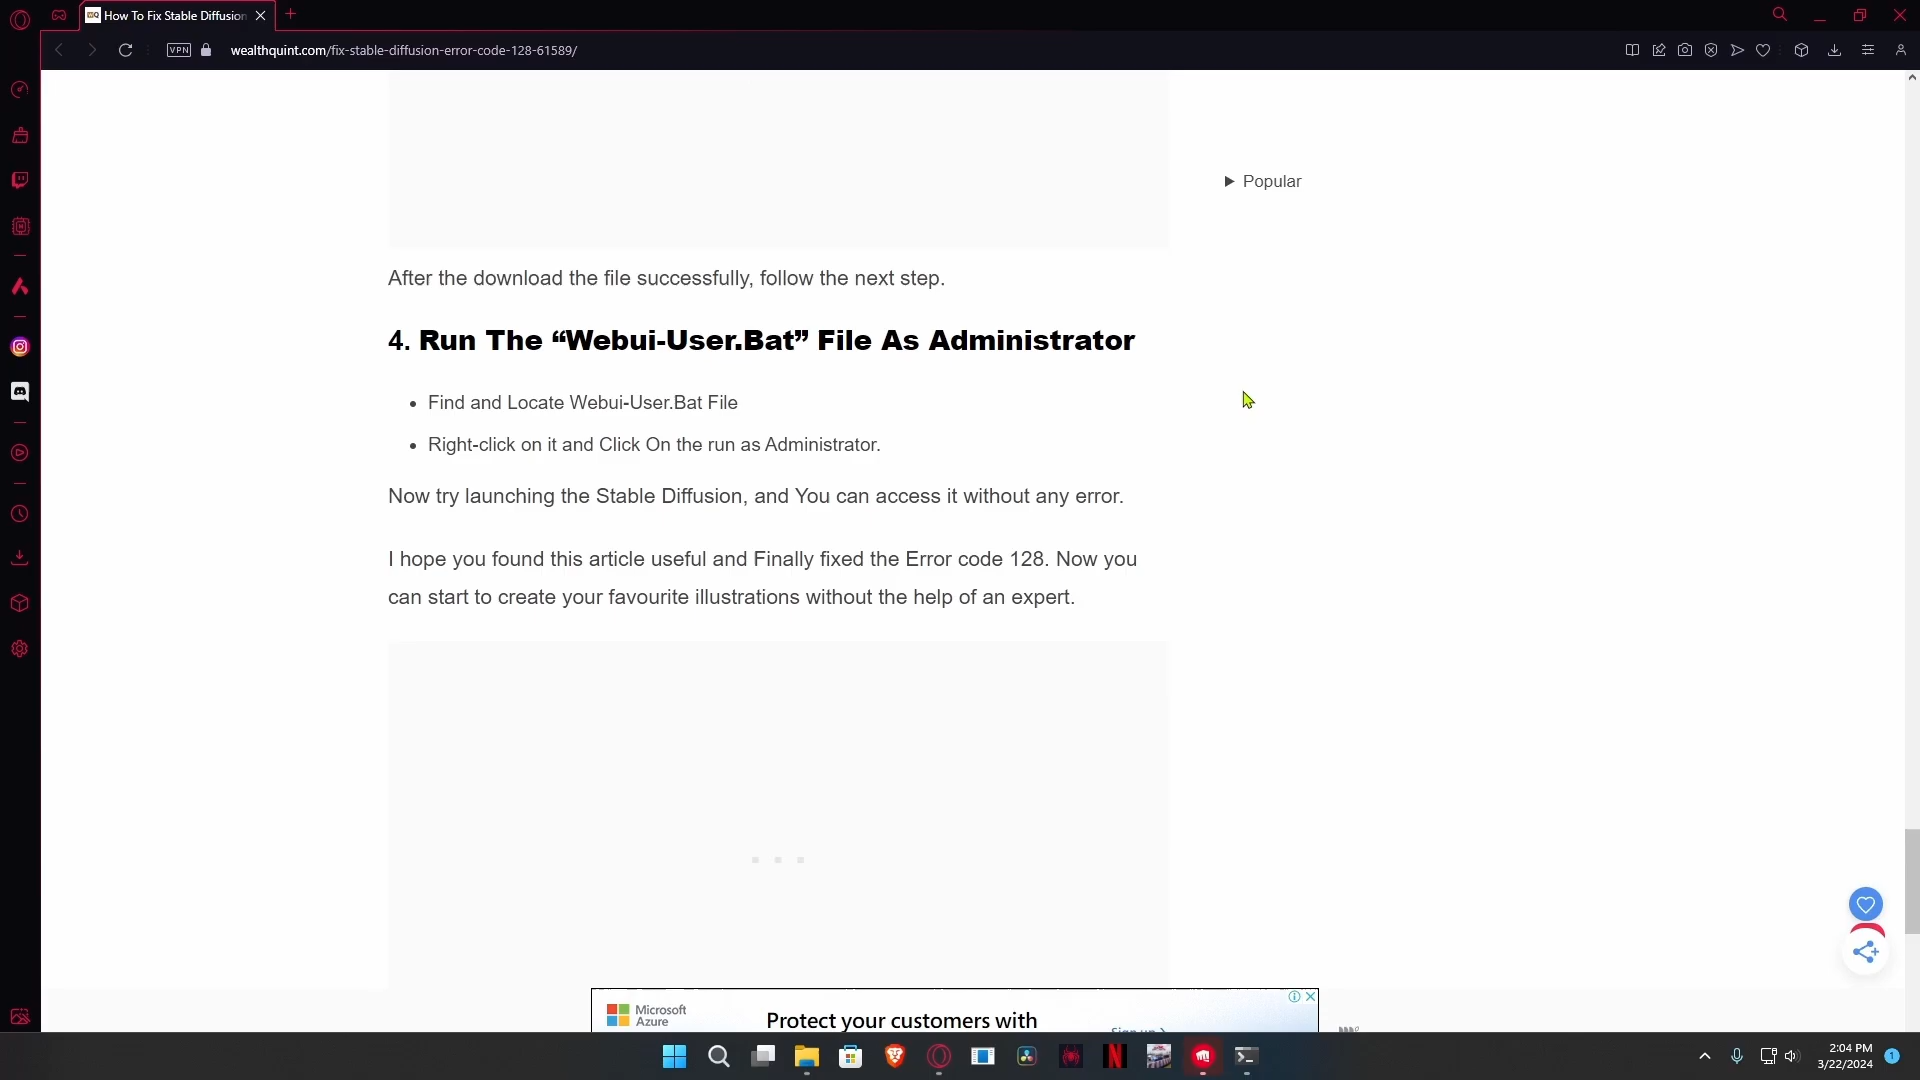 How To Fix Stable Diffusion
VPN
wealthquint.com/fix-stable-diffusion-error-code-128-61589/
Popular
After the download the file successfully, follow the next step.
4. Run The “Webui-User.Bat” File As Administrator
• Find and Locate Webui-User.Bat File
• Right-click on it and Click On the run as Administrator.
Now try launching the Stable Diffusion, and You can access it without any error.
I hope you found this article useful and Finally fixed the Error code 128. Now you
can start to create your favourite illustrations without the help of an expert.
Microsoft
Azure
Protect your customers with
2:04 PM
3/22/2024
1